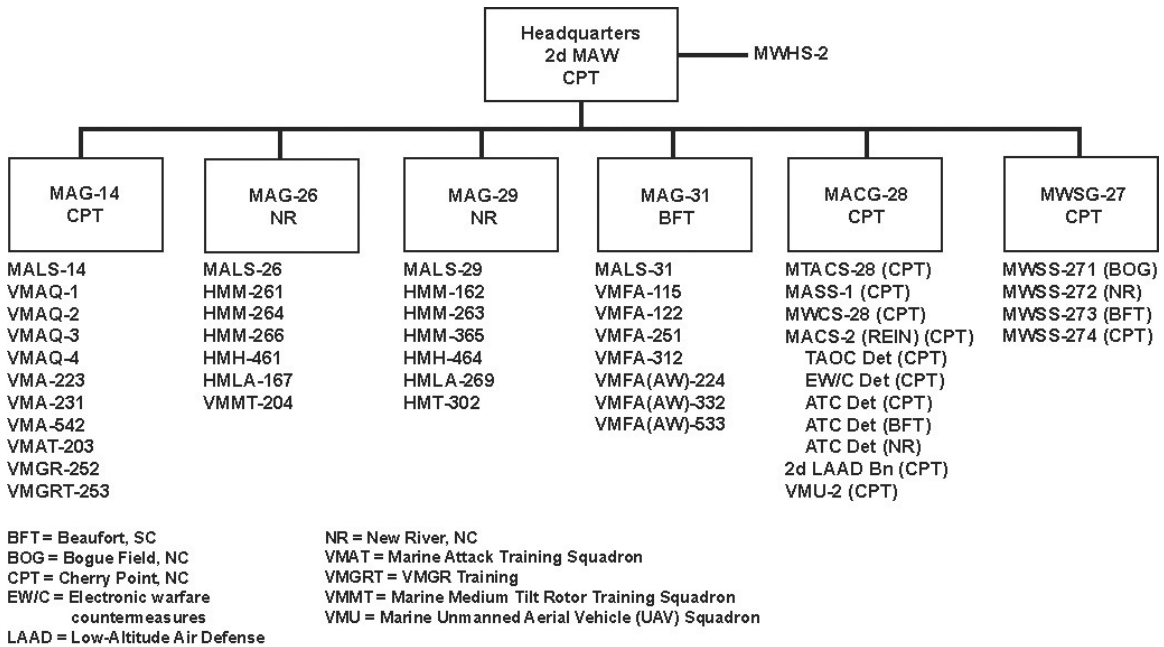 Headquarters
2d MAW
CPT
MWHS-2
MAG-14
CPT
MALS-14
VMAQ-1
VMAQ-2
VMAQ-3
VMAQ-4
VMA-223
VMA-231
VMA-542
VMAT-203
VMGR-252
VMGRT-253
MAG-26
NR
MALS-26
HMM-261
HMM-264
HMM-266
HMH-461
HMLA-167
VMMT-204
MAG-29
NR
MALS-29
HMM-162
HMM-263
HMM-365
HMH-464
HMLA-269
HMT-302
MAG-31
BFT
MALS-31
VMFA-115
VMFA-122
VMFA-251
VMFA-312
VMFA(AW)-224
VMFA(AW)-332
VMFA(AW)-533
MACG-28
CPT
MTACS-28 (CPT)
MASS-1 (CPT)
MWCS-28 (CPT)
MACS-2 (REIN) (CPT)
TAOC Det (CPT)
EW/C Det (CPT)
ATC Det (CPT)
ATC Det (BFT)
ATC Det (NR)
2d LAAD Bn (CPT)
VMU-2 (CPT)
MWSG-27
CPT
MWSS-271 (BOG)
MWSS-272 (NR)
MWSS-273 (BFT)
MWSS-274 (CPT)
BFT = Beaufort, SC
BOG = Bogue Field, NC
CPT = Cherry Point, NC
EW/C = Electronic warfare
countermeasures
LAAD = Low-Altitude Air Defense
NR = New River, NC
VMAT = Marine Attack Training Squadron
VMGRT = VMGR Training
VMMT = Marine Medium Tilt Rotor Training Squadron
VMU = Marine Unmanned Aerial Vehicle (UAV) Squadron